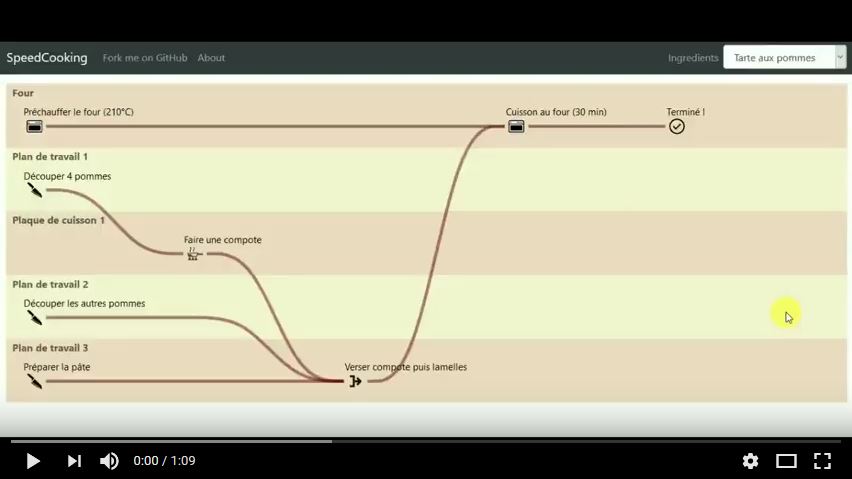 SpeedCooking Fork me on GitHub About Ingredients Tarte aux pommes
Four
Préchauffer le four (210°C) Cuisson au four (30 min) Terminé !
Plan de travail 1
Découper 4 pommes
Plaque de cuisson 1
Faire une compote
Plan de travail 2
Découper les autres pommes
Plan de travail 3
Préparer la pâte Verser compote puis lamelles
0:00 / 1:09